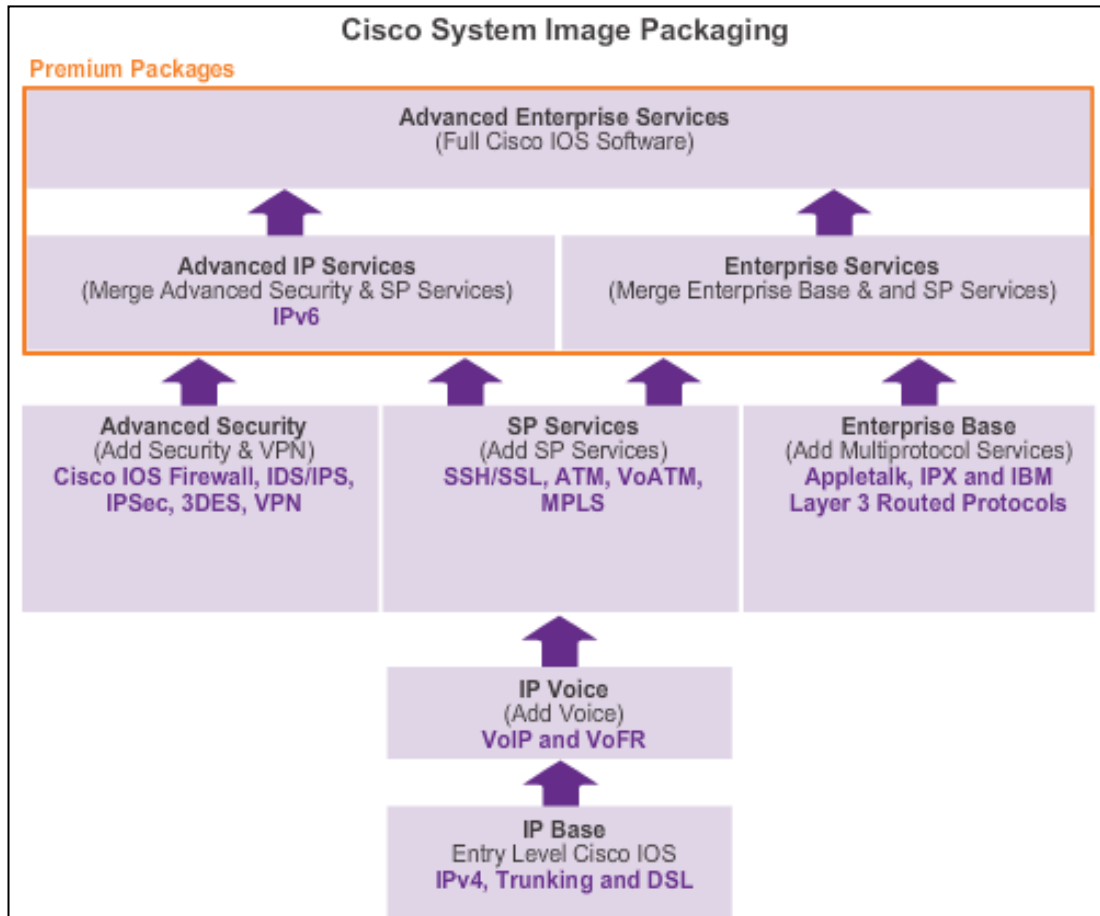 Cisco System Image Packaging
Premium Packages
Advanced Enterprise Services
(Full Cisco IOS Software)
Advanced IP Services
(Merge Advanced Security & SP Services)
IPv6
Enterprise Services
(Merge Enterprise Base & and SP Services)
Advanced Security
(Add Security & VPN)
Cisco IOS Firewall, IDS/IPS,
IPSec, 3DES, VPN
SP Services
(Add SP Services)
SSH/SSL, ATM, VoATM,
MPLS
Enterprise Base
(Add Multiprotocol Services)
Appletalk, IPX and IBM
Layer 3 Routed Protocols
IP Voice
(Add Voice)
VoIP and VoFR
IP Base
Entry Level Cisco IOS
IPv4, Trunking and DSL